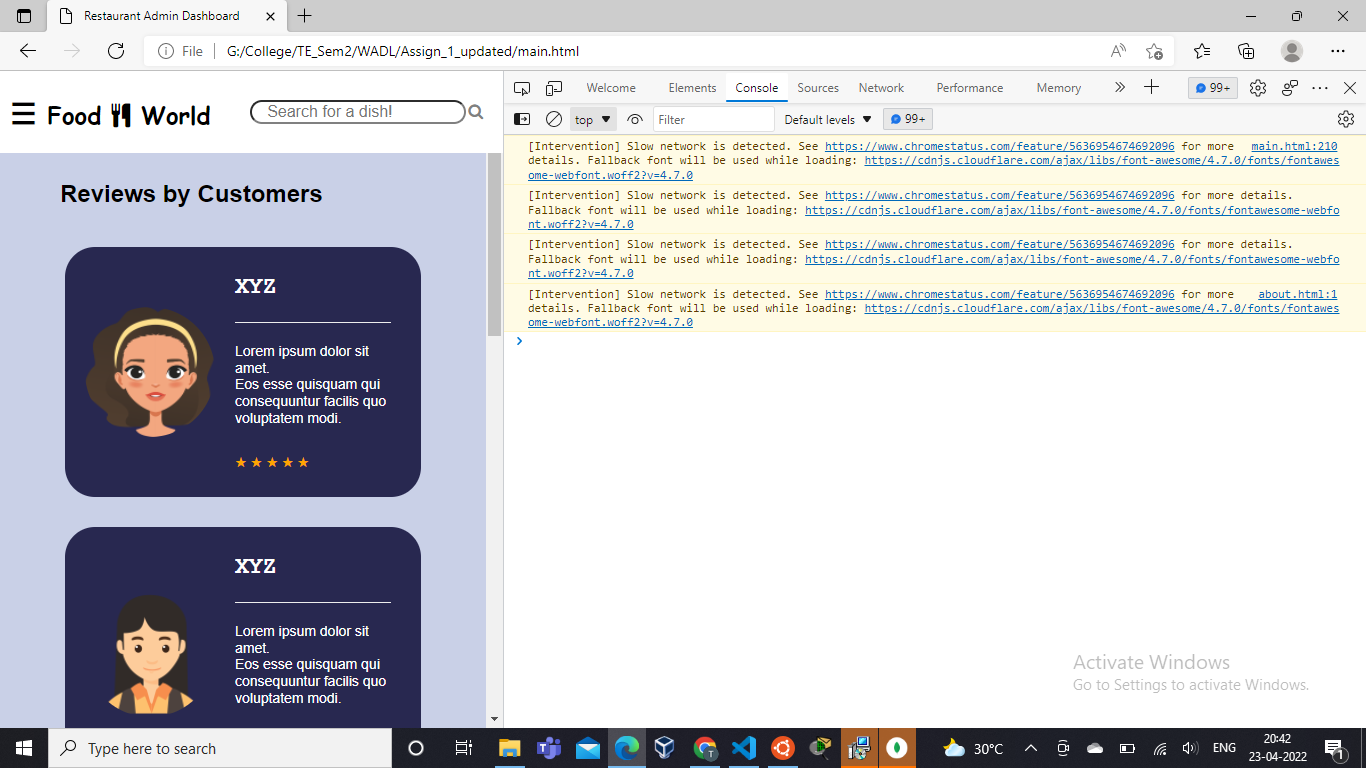 Restaurant Admin Dashboard
File
G:/College/TE_Sem2/WADL/Assign_1_updated/main.html
Food World
Search for a dish!
Reviews by Customers
XYZ
Lorem ipsum dolor sit
amet.
Eos esse quisquam qui
consequuntur facilis quo
voluptatem modi.
★★★★★
XYZ
Lorem ipsum dolor sit
amet.
Eos esse quisquam qui
consequuntur facilis quo
voluptatem modi.
Welcome Elements Console Sources Network Performance Memory 99+
top Filter Default levels 99+
[Intervention] Slow network is detected. See https://www.chromestatus.com/feature/5636954674692096 for more main.html:210
details. Fallback font will be used while loading: https://cdnjs.cloudflare.com/ajax/libs/font-awesome/4.7.0/fonts/fontawes
ome-webfont.woff2?v=4.7.0
[Intervention] Slow network is detected. See https://www.chromestatus.com/feature/5636954674692096 for more details.
Fallback font will be used while loading: https://cdnjs.cloudflare.com/ajax/libs/font-awesome/4.7.0/fonts/fontawesome-webfo
nt.woff2?v=4.7.0
[Intervention] Slow network is detected. See https://www.chromestatus.com/feature/5636954674692096 for more details.
Fallback font will be used while loading: https://cdnjs.cloudflare.com/ajax/libs/font-awesome/4.7.0/fonts/fontawesome-webfo
nt.woff2?v=4.7.0
[Intervention] Slow network is detected. See https://www.chromestatus.com/feature/5636954674692096 for more about.html:1
details. Fallback font will be used while loading: https://cdnjs.cloudflare.com/ajax/libs/font-awesome/4.7.0/fonts/fontawes
ome-webfont.woff2?v=4.7.0
Activate Windows
Go to Settings to activate Windows.
Type here to search
30°C
ENG
20:42
23-04-2022
1